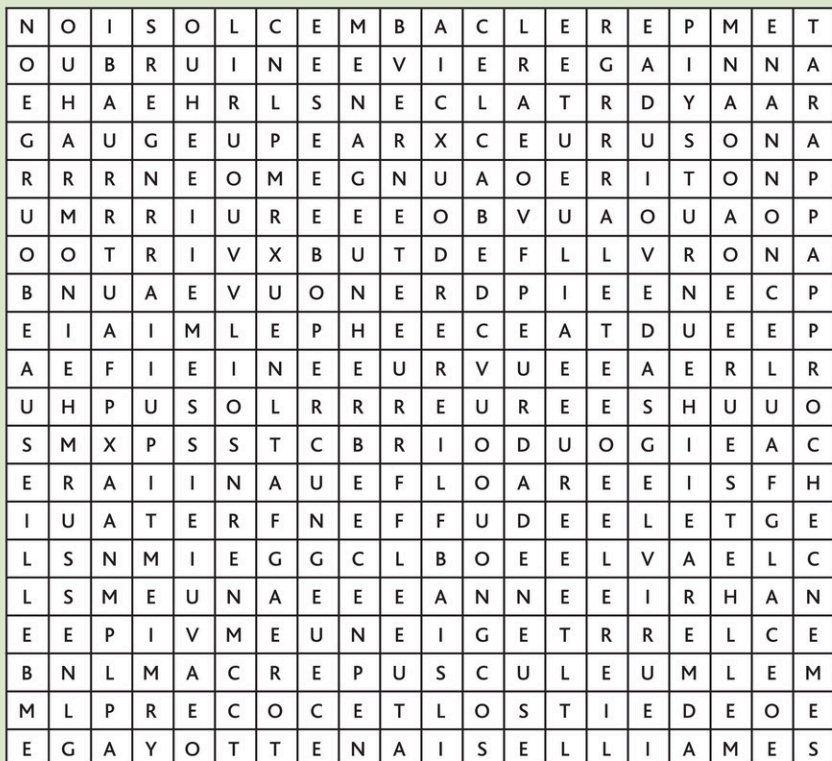 N O I S O L C E M B A C L E R E P M E T
O U B R U I N E E V I E R E G A I N N A
E H A E H R L S N E C L A T R D Y A A R
G A U G E U P E A R X C E U R U S O N A
R R R N E O M E G N U A O E R I T O N P
U M R R I U R E E E O B V U A O U A O P
O O T R I V X B U T D E F L L V R O N A
B N U A E V U O N E R D P I E E N E C P
E I A I M L E P H E E C E A T D U E E P
A E F I E I N E E U R V U E E A E R L R
U H P U S O L R R R E U R E E S H U U O
S M X P S S T C B R I O D U O G I E A C
E R A I I N A U E F L O A R E E I S F H
I U A T E R F N E F F U D E E L E T G E
L S N M I E G G C L B O E E L V A E L C
L S M E U N A E E E A N N E E I R H A N
E E P I V M E U N E I G E T R R E L C E
B N L M A C R E P U S C U L E U M L E M
M L P R E C O C E T L O S T I E D E O E
E G A Y O T T E N A I S E L L I A M E S